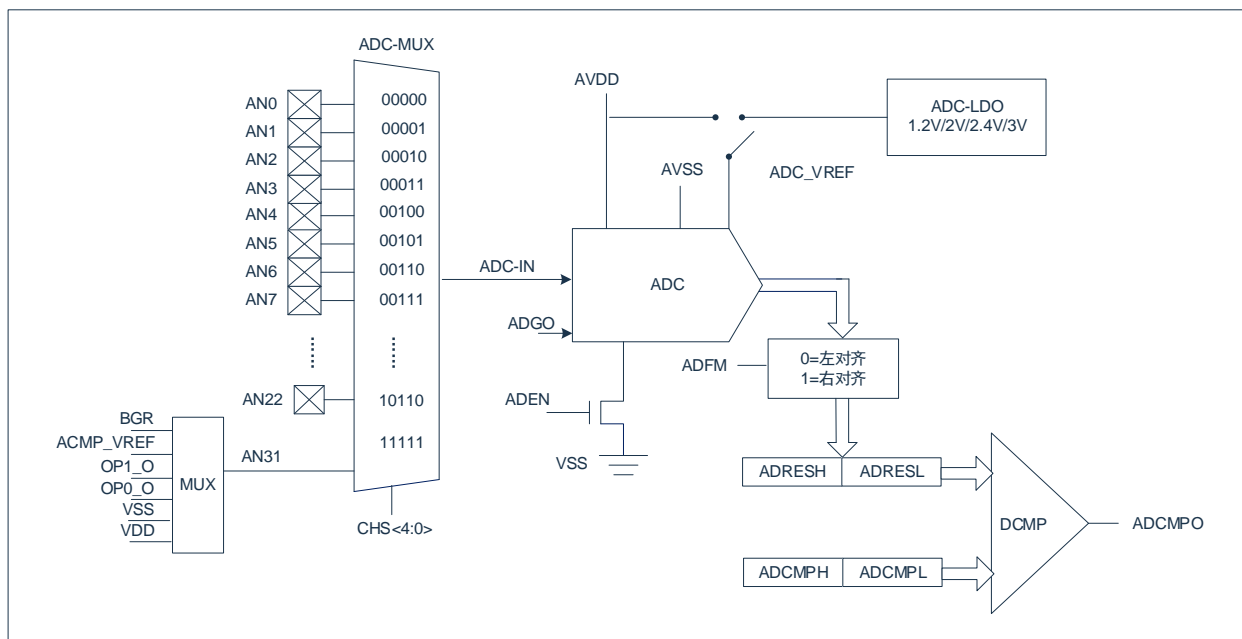 ADC-MUX
AN0
00000
AN1
00001
AN2
00010
AN3
00011
AN4
00100
AN5
00101
AN6
00110
AN7
00111
AN22
10110
11111
BGR
ACMP_VREF
OP1_O
OP0_O
VSS
VDD
MUX
AN31
CHS<4:0>
AVDD
AVSS
ADC_VREF
ADC-LDO
1.2V/2V/2.4V/3V
ADC-IN
ADC
ADGO
ADEN
VSS
ADFM
0=左对齐
1=右对齐
ADRESH
ADRESL
ADCMPH
ADCMPL
DCMP
ADCMPO